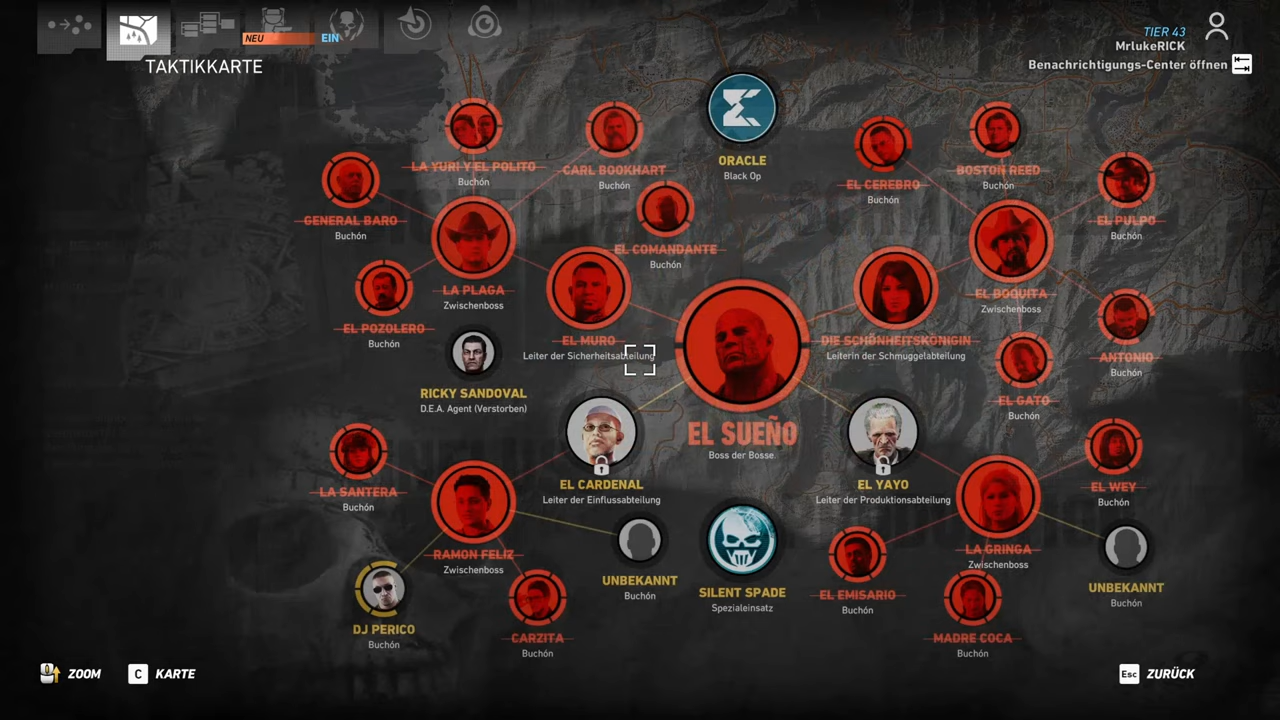 NEU
EIN
TAKTIKKARTE
TIER 43
MrlukeRICK
Benachrichtigungs-Center öffnen
LA YURI Y EL POLITO
Buchón
CARL BOOKHART
Buchón
ORACLE
Black Op
EL CEREBRO
Buchón
BOSTON REED
Buchón
GENERAL BARO
Buchón
EL COMANDANTE
Buchón
EL PULPO
Buchón
LA PLAGA
Zwischenboss
EL BOQUITA
Zwischenboss
EL POZOLERO
Buchón
EL MURO
Leiter der Sicherheitsabteilung
DIE SCHÖNHEITSKÖNIGIN
Leiterin der Schmuggelabteilung
ANTONIO
Buchón
RICKY SANDOVAL
D.E.A. Agent (Verstorben)
EL GATO
Buchón
EL SUEÑO
Boss der Bosse.
EL CARDENAL
Leiter der Einflussabteilung
EL YAYO
Leiter der Produktionsabteilung
LA SANTERA
Buchón
EL WEY
Buchón
RAMON FELIZ
Zwischenboss
LA GRINGA
Zwischenboss
UNBEKANNT
Buchón
SILENT SPADE
Spezialeinsatz
EL EMISARIO
Buchón
UNBEKANNT
Buchón
DJ PERICO
Buchón
CARZITA
Buchón
MADRE COCA
Buchón
ZOOM
C KARTE
Esc ZURÜCK